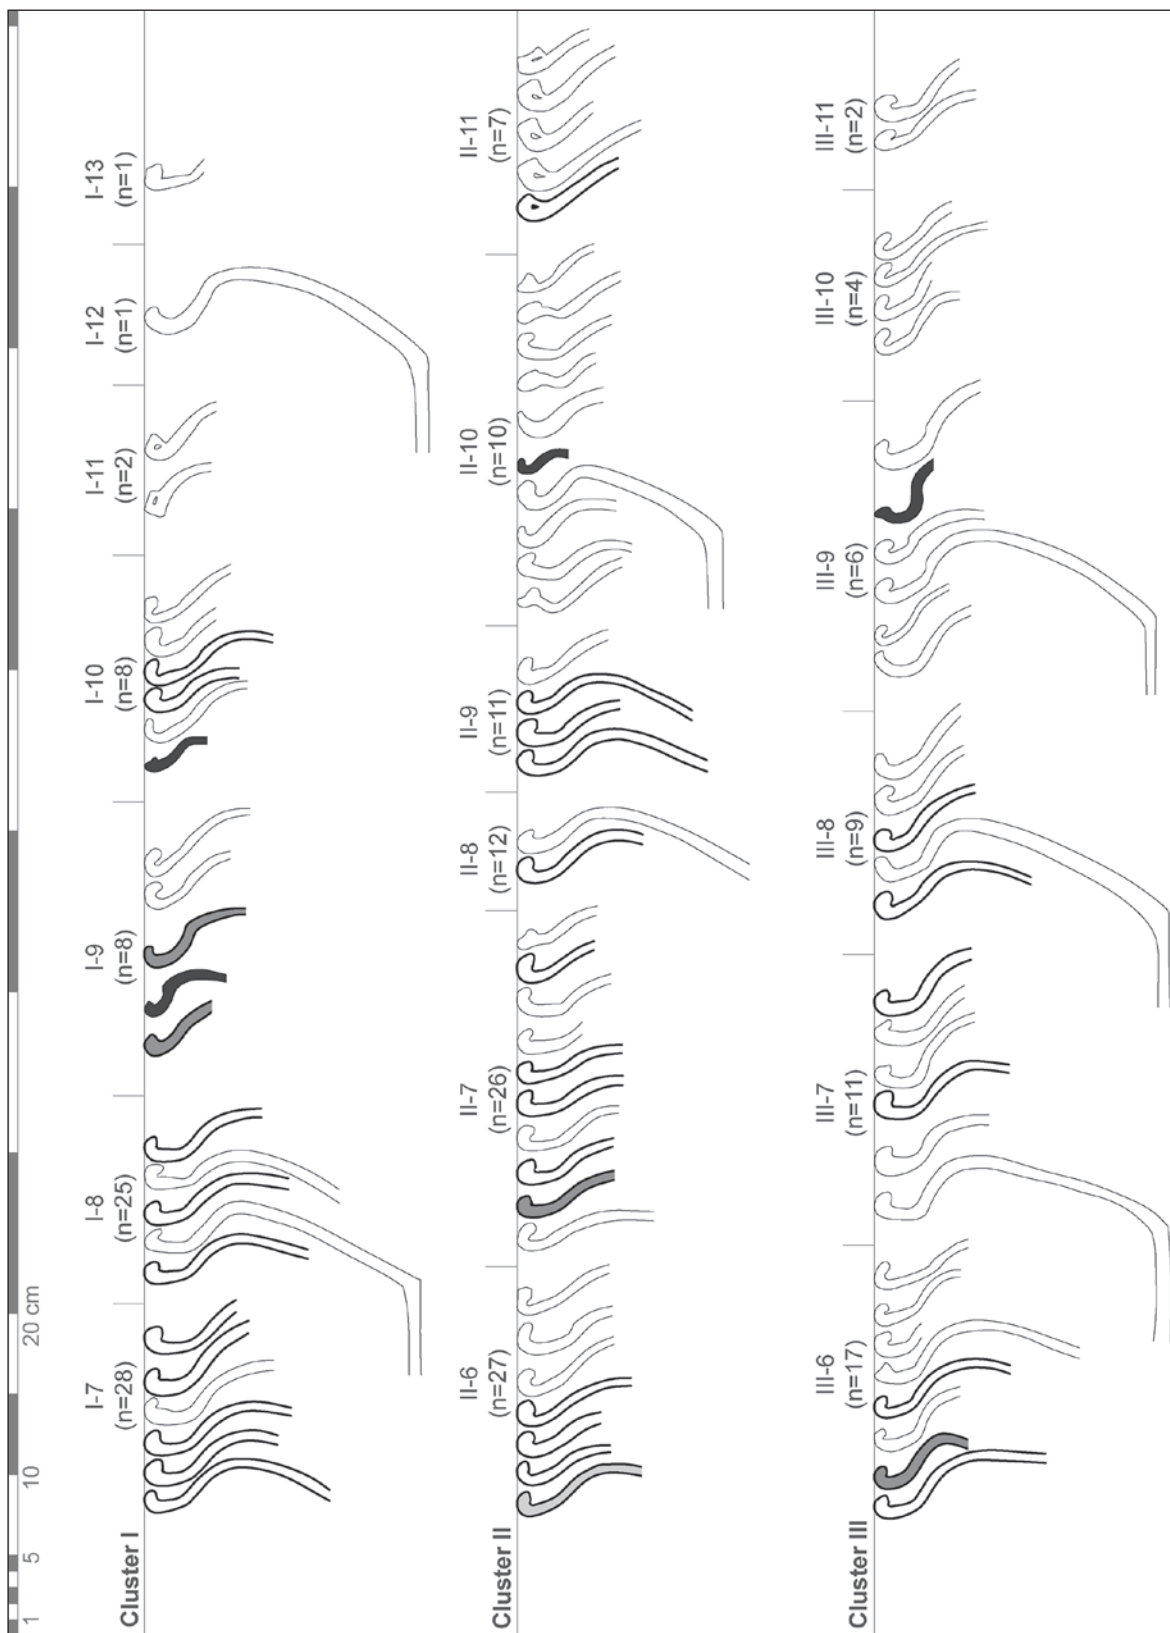 1 5 10 20 cm
Cluster I
I-7
(n=28)
I-8
(n=25)
I-9
(n=8)
I-10
(n=8)
I-11
(n=2)
I-12
(n=1)
I-13
(n=1)
Cluster II
II-6
(n=27)
II-7
(n=26)
II-8
(n=12)
II-9
(n=11)
II-10
(n=10)
II-11
(n=7)
Cluster III
III-6
(n=17)
III-7
(n=11)
III-8
(n=9)
III-9
(n=6)
III-10
(n=4)
III-11
(n=2)